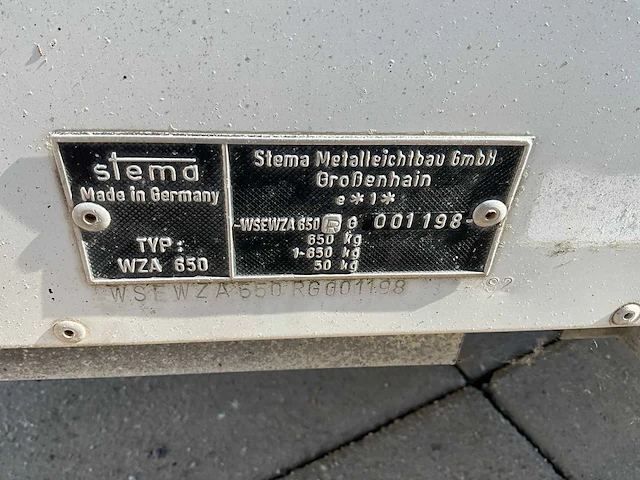 stema
Made in Germany
TYP:
WZA 650
Stema Metalleichtbau GmbH
Großenhain
e*1*
-WSEWZA650 R G 001198-
650 kg
1-650 kg
50 kg
WSEWZA650RG001198